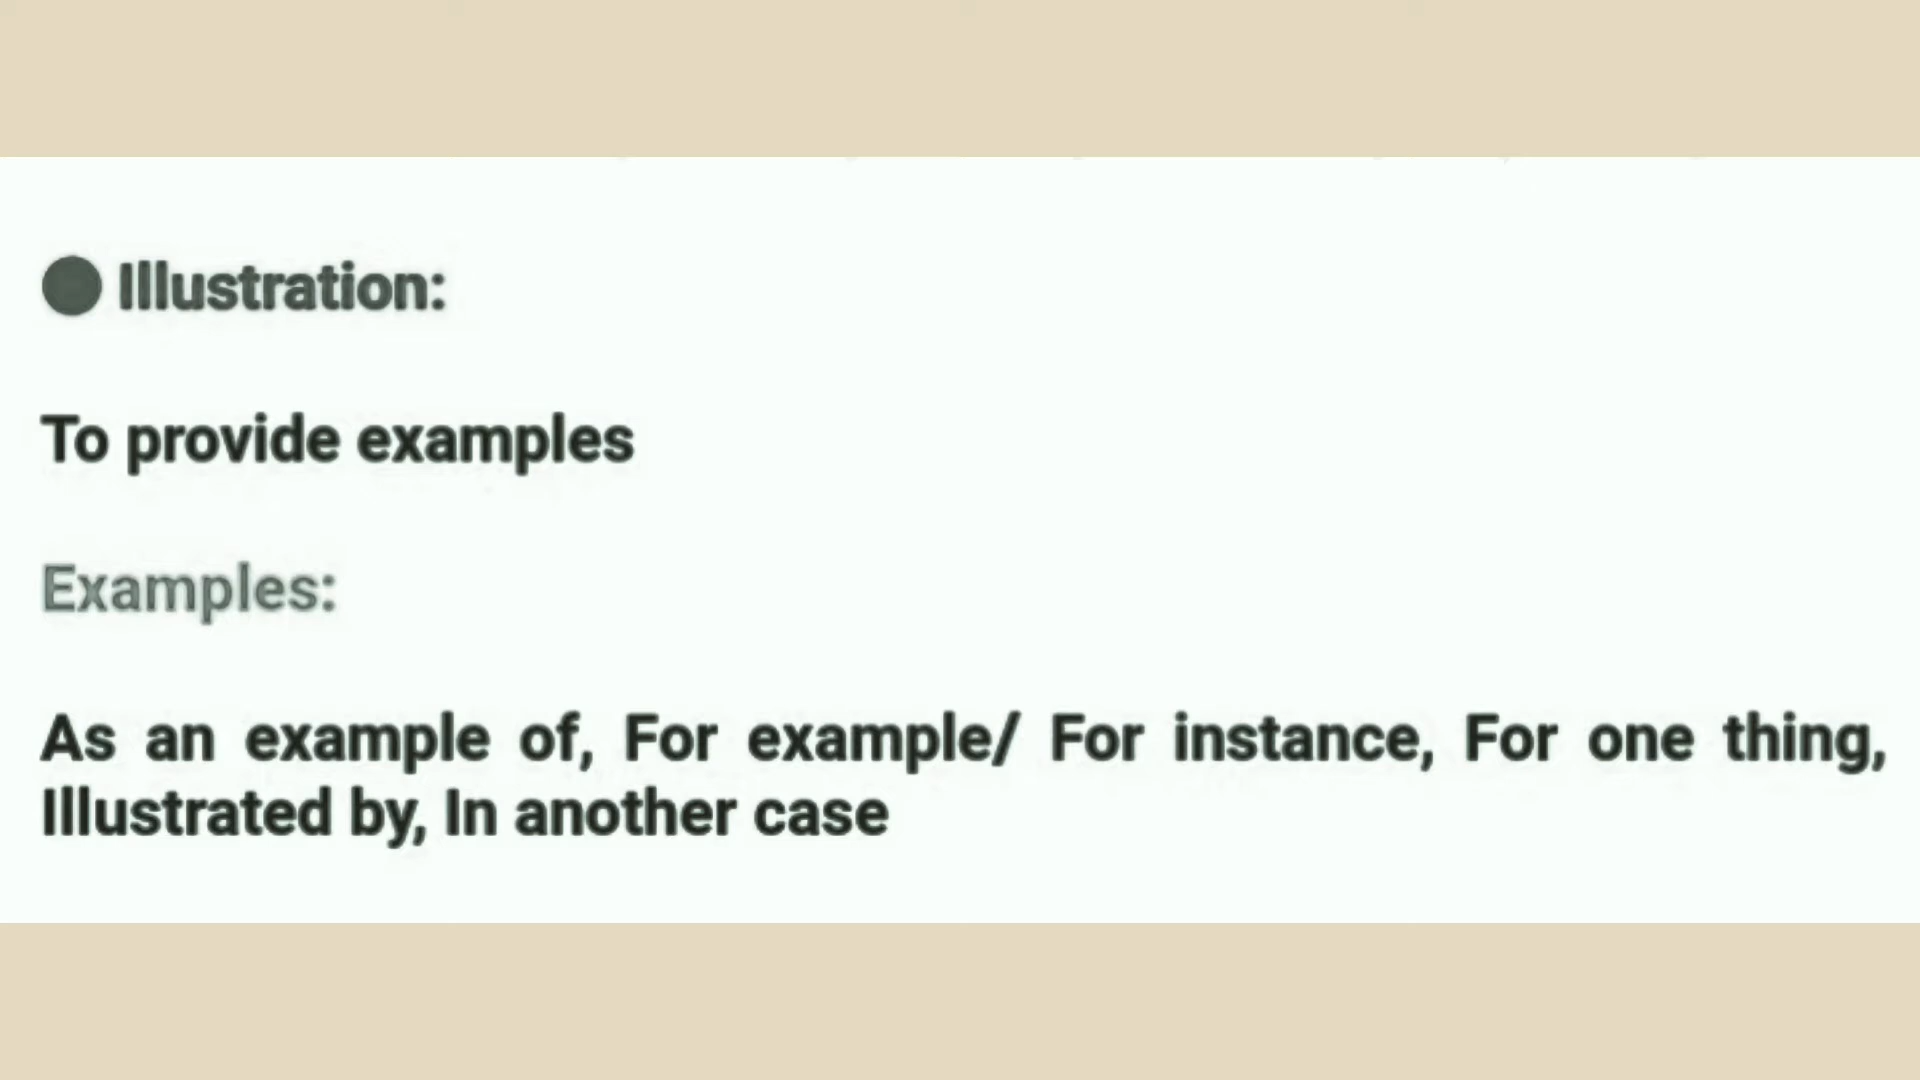 ● Illustration:
To provide examples
Examples:
As an example of, For example/ For instance, For one thing,
Illustrated by, In another case